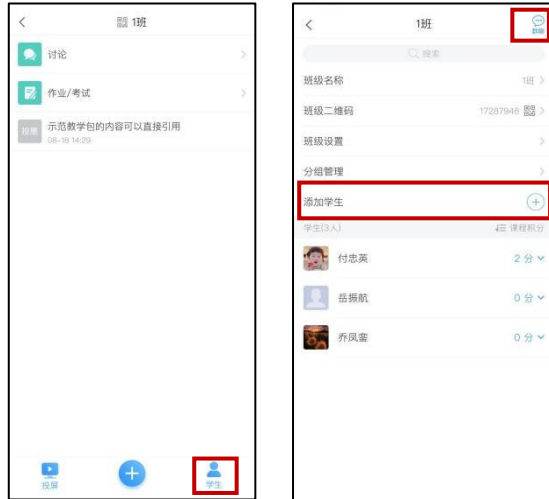 1班
讨论
作业/考试
投屏
示范教学包的内容可以直接引用
08-16 14:29
投屏
学生
1班
群聊
搜索
班级名称
1班
班级二维码
17287946
班级设置
分组管理
添加学生
学生(3人)
课程积分
付忠英
2 分
岳振航
0 分
乔凤銮
0 分